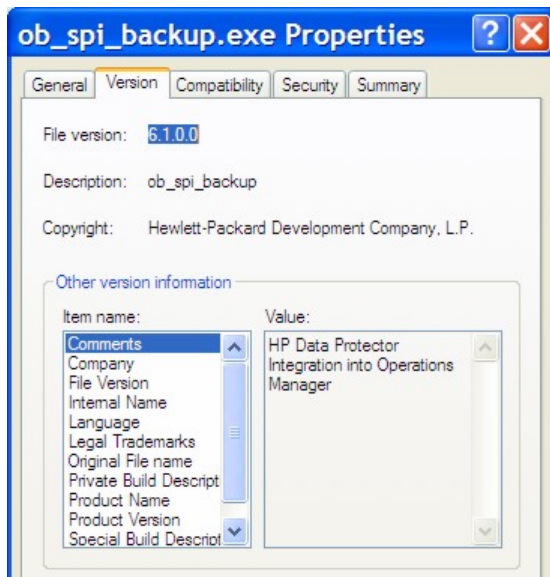 ob_spi_backup.exe Properties
General Version Compatibility Security Summary
File version: 6.1.0.0
Description: ob_spi_backup
Copyright: Hewlett-Packard Development Company, L.P.
Other version information
Item name: Value:
Comments
Company
File Version
Internal Name
Language
Legal Trademarks
Original File name
Private Build Descript
Product Name
Product Version
Special Build Descript
HP Data Protector
Integration into Operations
Manager